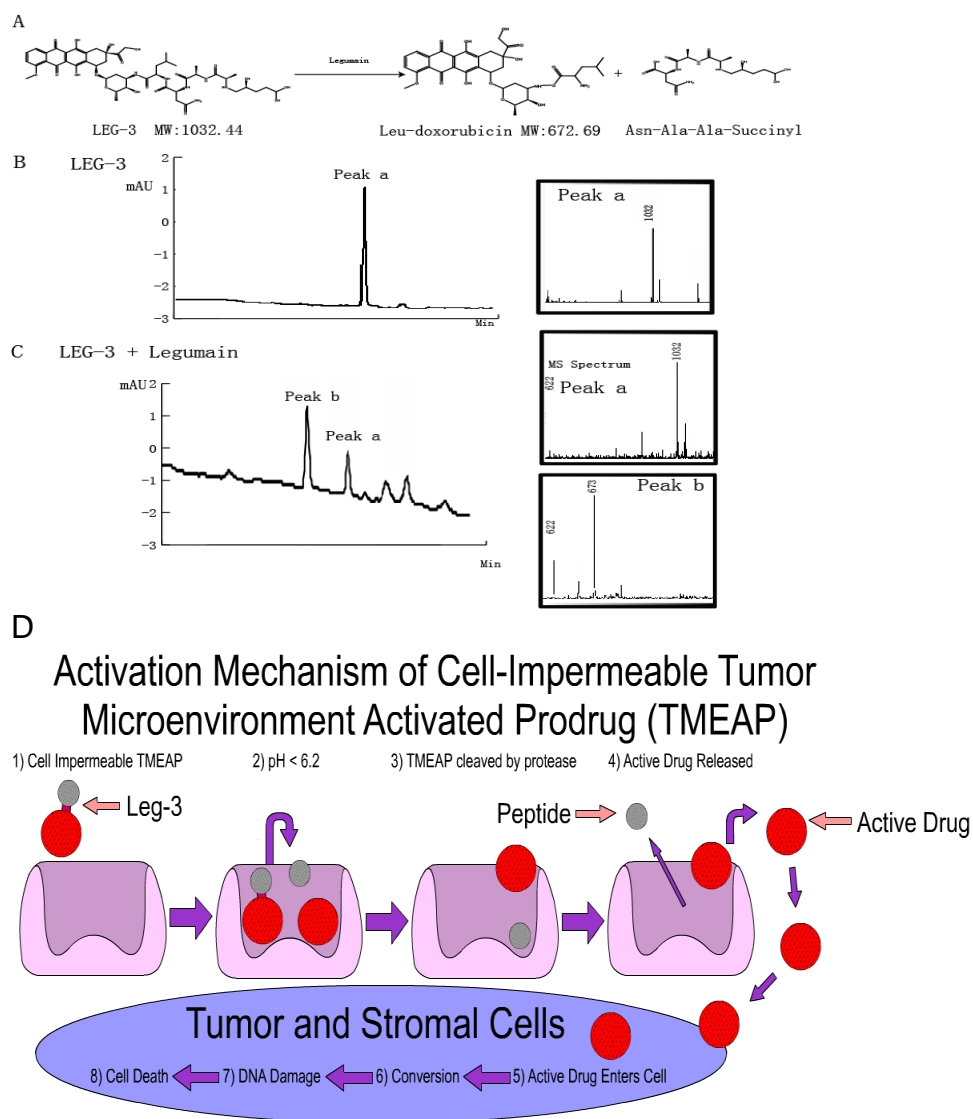 A
Legumain
LEG-3 MW:1032.44
Leu-doxorubicin MW:672.69
+
Asn-Ala-Ala-Succinyl
B
LEG-3
mAU
2
1
0
-1
-2
-3
Peak a
Min
Peak a
1032
C
LEG-3 + Legumain
mAU
2
1
0
-1
-2
-3
Peak b
Peak a
Min
MS Spectrum
622
Peak a
1032
622
673
Peak b
D
Activation Mechanism of Cell-Impermeable Tumor
Microenvironment Activated Prodrug (TMEAP)
1) Cell Impermeable TMEAP
2) pH < 6.2
3) TMEAP cleaved by protease
4) Active Drug Released
Leg-3
Peptide
Active Drug
Tumor and Stromal Cells
8) Cell Death
7) DNA Damage
6) Conversion
5) Active Drug Enters Cell